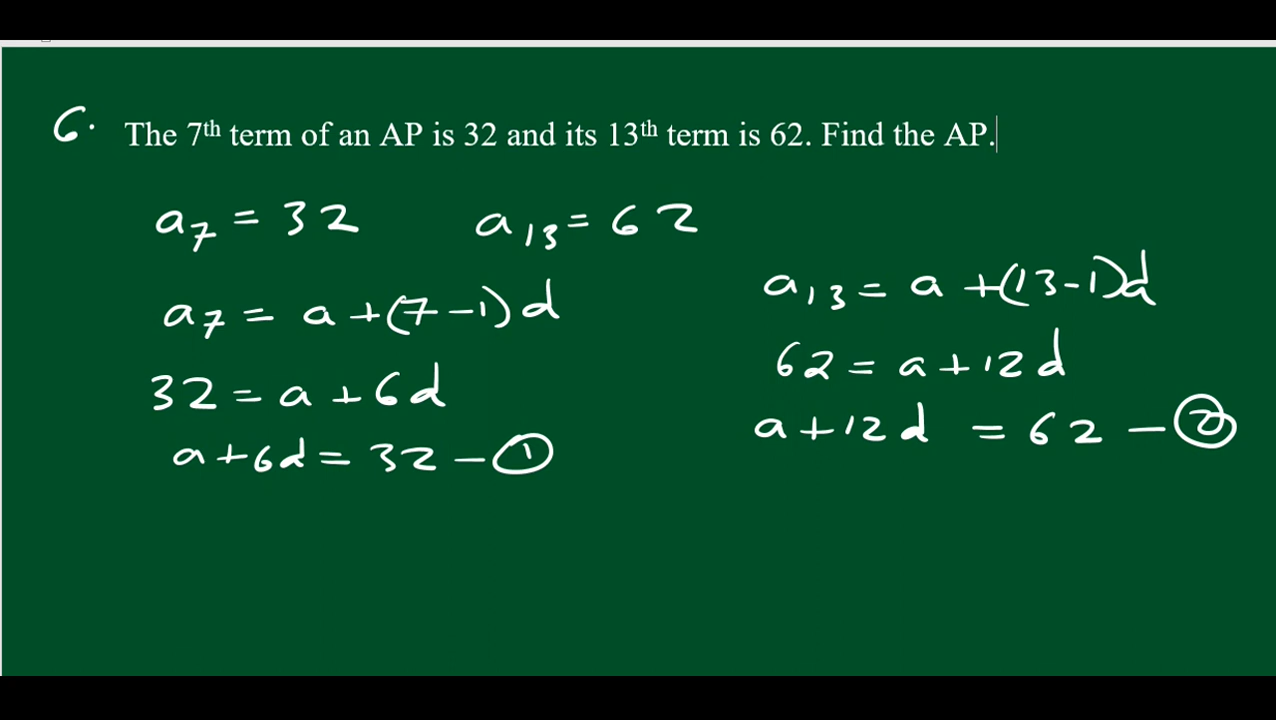 6. The 7th term of an AP is 32 and its 13th term is 62. Find the AP.
a7 = 32 a13 = 62
a7 = a + (7 - 1) d
32 = a + 6d
a + 6d = 32 - ①
a13 = a + (13 - 1)d
62 = a + 12d
a + 12d = 62 - ②